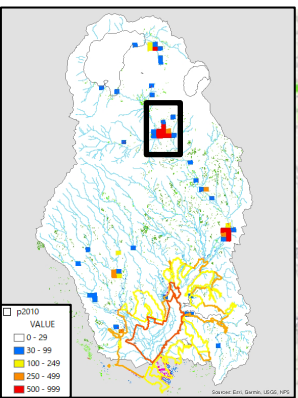 p2010
VALUE
0 - 29
30 - 99
100 - 249
250 - 499
500 - 999
Sources: Esri, Garmin, USGS, NPS